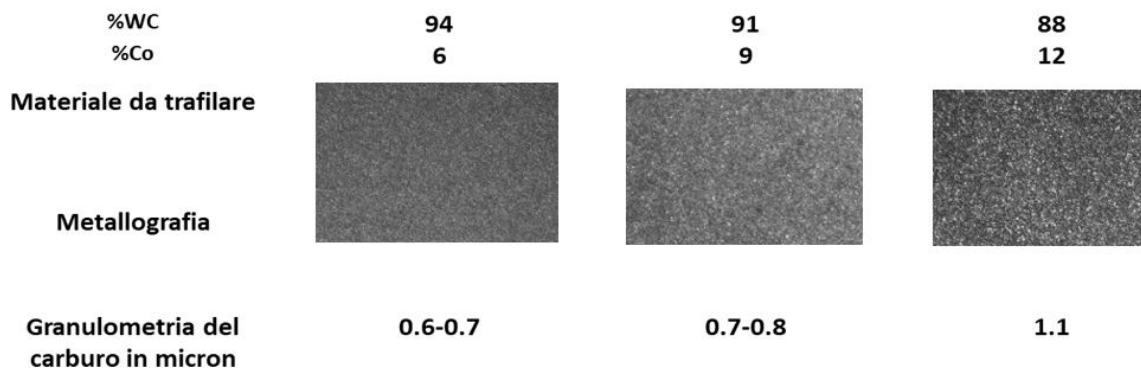 %WC 94 91 88
%Co 6 9 12
Materiale da trafilare
Metallografia
Granulometria del 0.6-0.7 0.7-0.8 1.1
carburo in micron